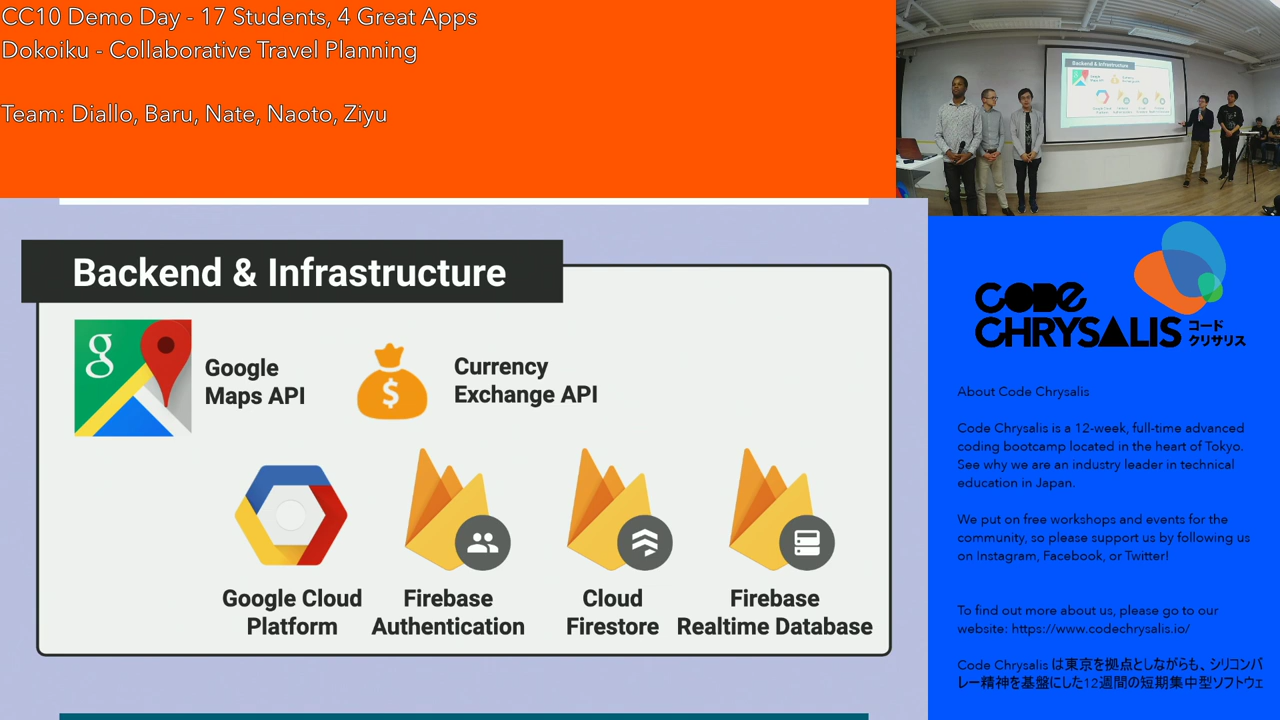 CC10 Demo Day - 17 Students, 4 Great Apps
Dokoiku - Collaborative Travel Planning
Team: Diallo, Baru, Nate, Naoto, Ziyu
Backend & Infrastructure
Backend & Infrastructure
g
Google
Maps API
$
Currency
Exchange API
Google Cloud
Platform
Firebase
Authentication
Cloud
Firestore
Firebase
Realtime Database
CODE
CHRYSALIS
コード
クリサリス
About Code Chrysalis
Code Chrysalis is a 12-week, full-time advanced
coding bootcamp located in the heart of Tokyo.
See why we are an industry leader in technical
education in Japan.
We put on free workshops and events for the
community, so please support us by following us
on Instagram, Facebook, or Twitter!
To find out more about us, please go to our
website: https://www.codechrysalis.io/
Code Chrysalis は東京を拠点としながらも、シリコンバ
レー精神を基盤にした12週間の短期集中型ソフトウェ